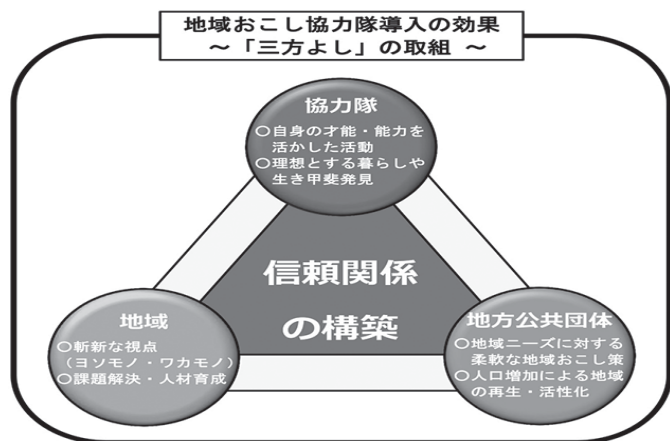 地域おこし協力隊導入の効果
～「三方よし」の取組 ～
協力隊
○自身の才能・能力を
活かした活動
○理想とする暮らしや
生き甲斐発見
信頼関係
の構築
地域
○斬新な視点
（ヨソモノ・ワカモノ）
○課題解決・人材育成
地方公共団体
○地域ニーズに対する
柔軟な地域おこし策
○人口増加による地域
の再生・活性化